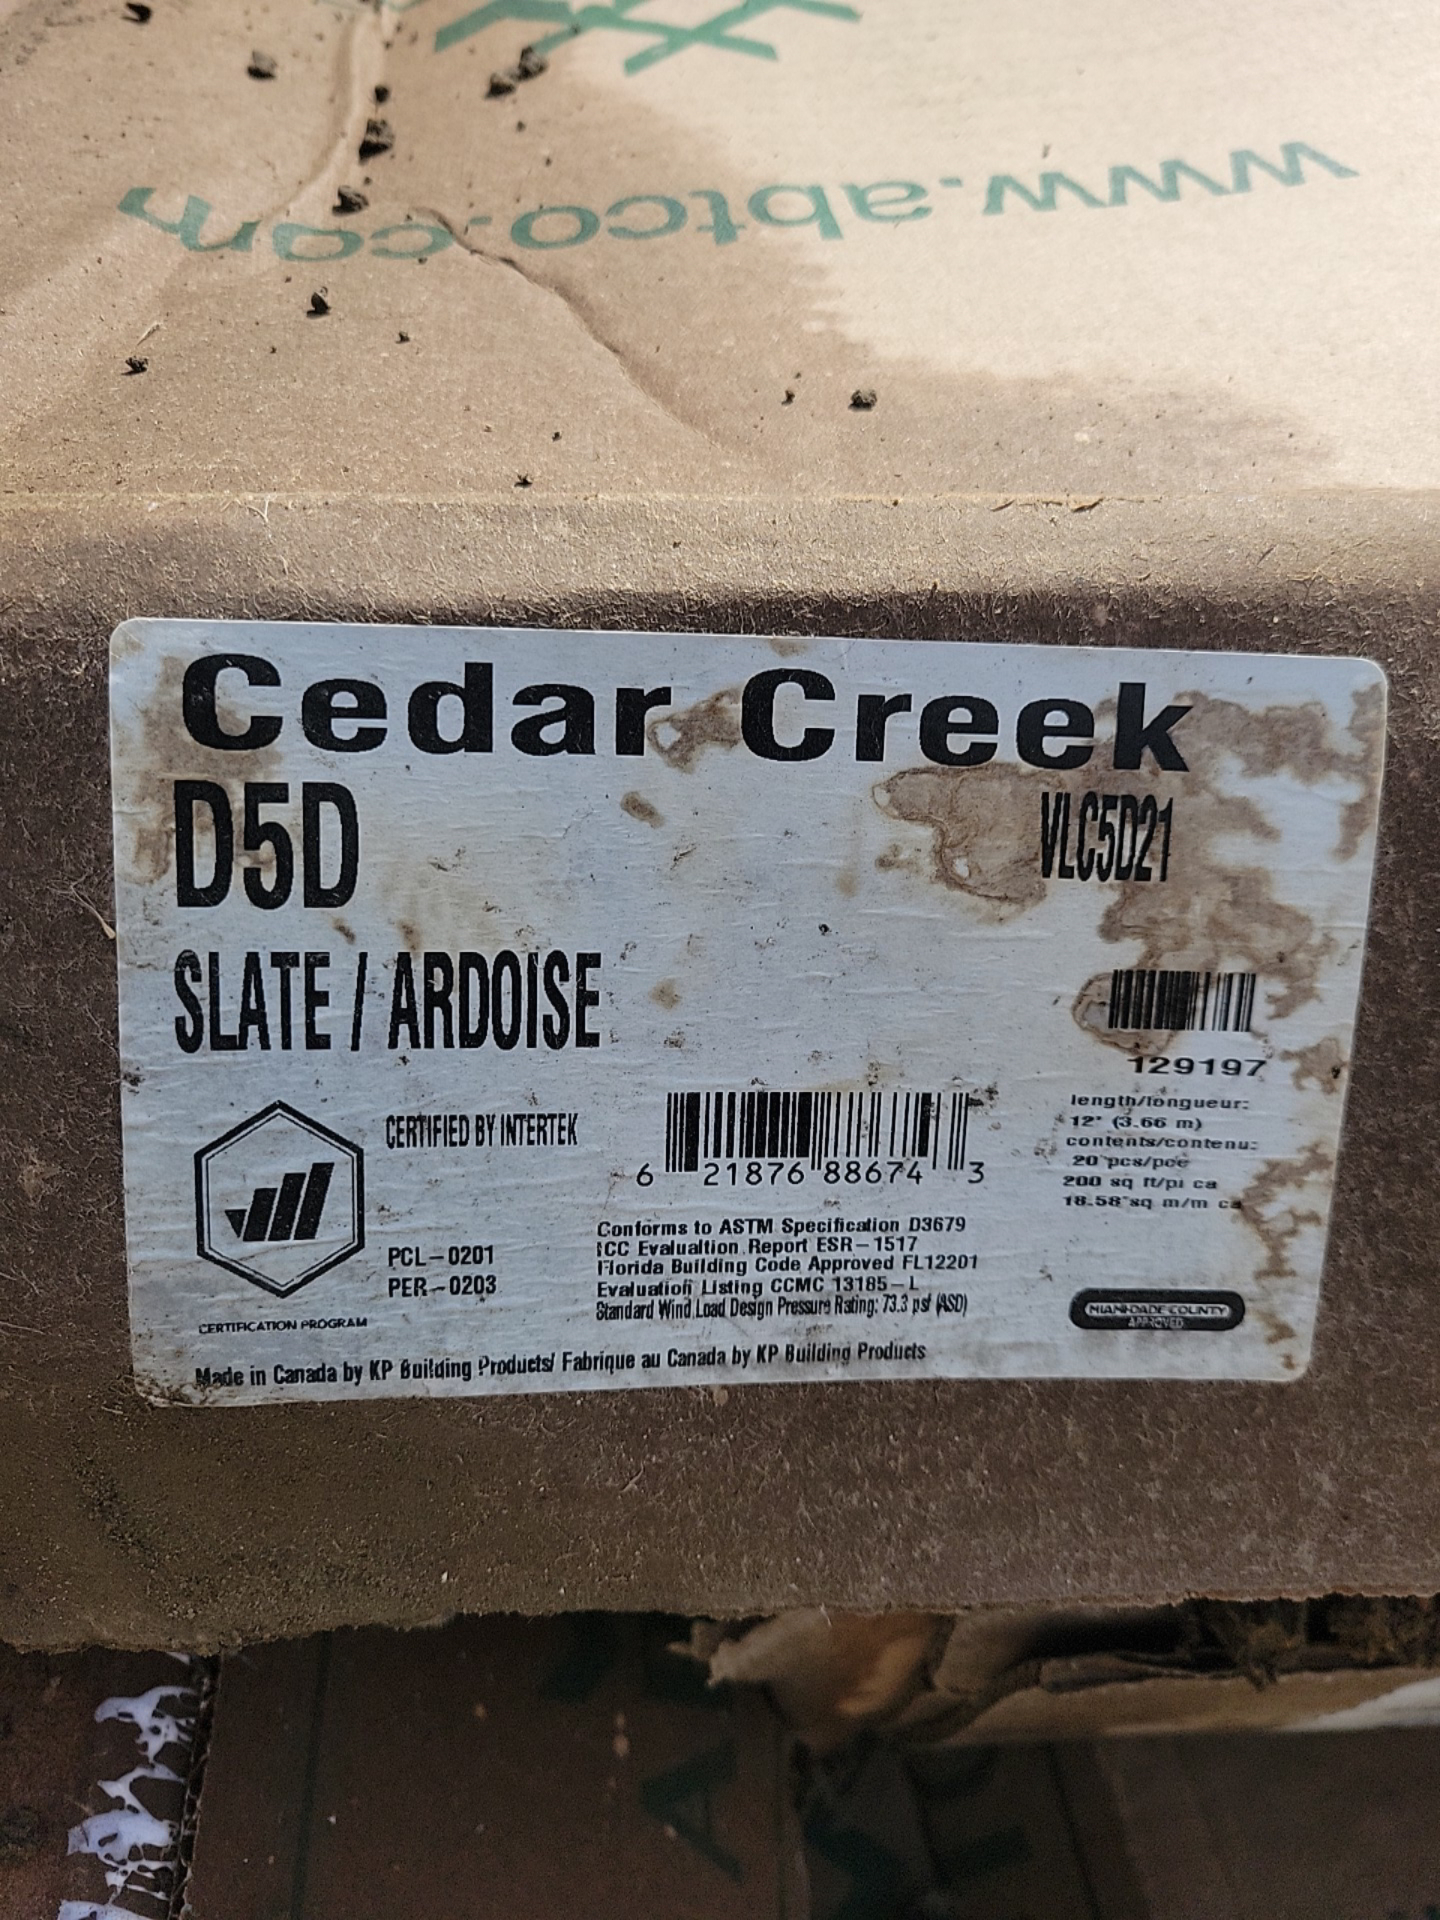 www.abtco.com
Cedar Creek
D5D
VLC5D21
SLATE / ARDOISE
129197
length/longueur:
12' (3.66 m)
contents/contenu:
20 pcs/pce
200 sq ft/pi ca
18.58 sq m/m ca
CERTIFIED BY INTERTEK
6 21876 88674 3
PCL-0201
PER-0203
CERTIFICATION PROGRAM
Conforms to ASTM Specification D3679
ICC Evalualtion Report ESR-1517
Florida Building Code Approved FL12201
Evaluation Listing CCMC 13185-L
Standard Wind Load Design Pressure Rating: 73.3 psf (ASD)
MIAMI-DADE COUNTY
APPROVED
Made in Canada by KP Building Products/ Fabrique au Canada by KP Building Products